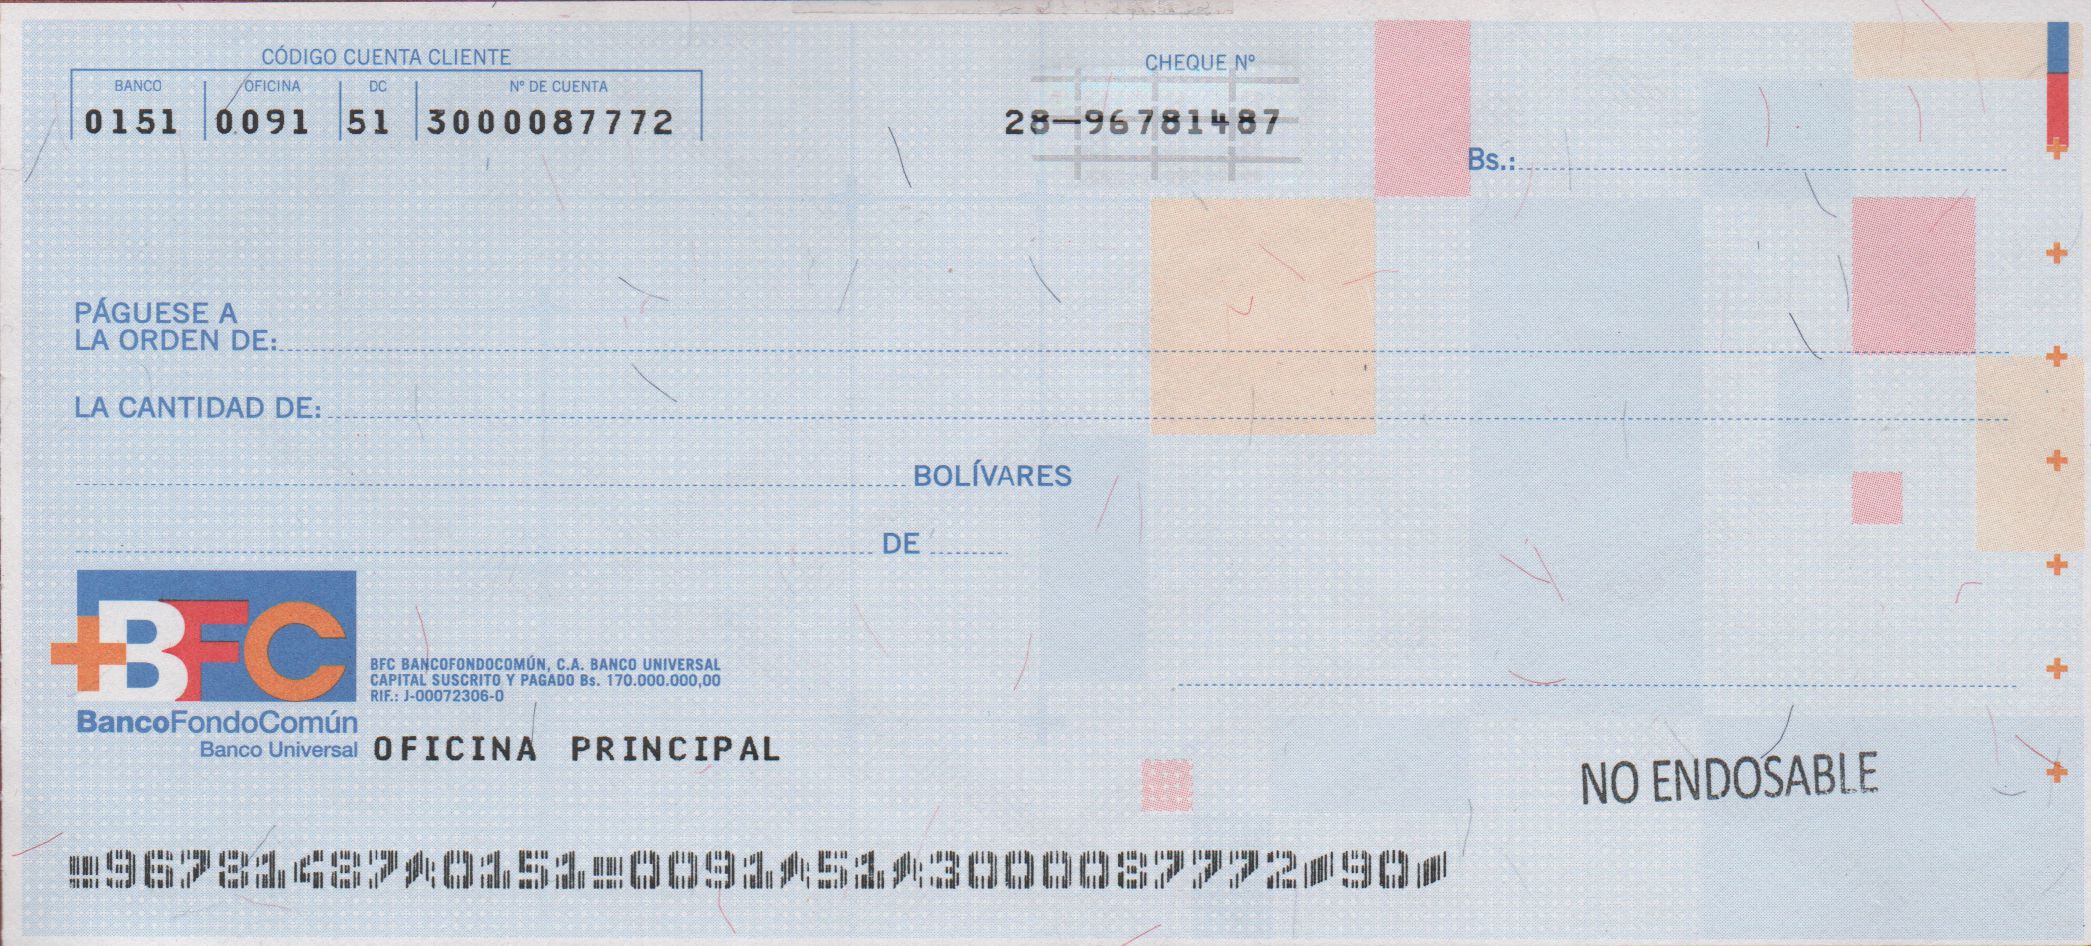 CÓDIGO CUENTA CLIENTE
BANCO OFICINA DC Nº DE CUENTA
0151 0091 51 3000087772
CHEQUE Nº
28-96781487
Bs.:
PÁGUESE A
LA ORDEN DE:
LA CANTIDAD DE:
BOLÍVARES
DE
+BFC
BancoFondoComún
Banco Universal
BFC BANCOFONDOCOMÚN, C.A. BANCO UNIVERSAL
CAPITAL SUSCRITO Y PAGADO Bs. 170.000.000,00
RIF.: J-00072306-0
OFICINA PRINCIPAL
NO ENDOSABLE
⑈96781487⑆0151⑈0091⑆51⑆3000087772⑇90⑇